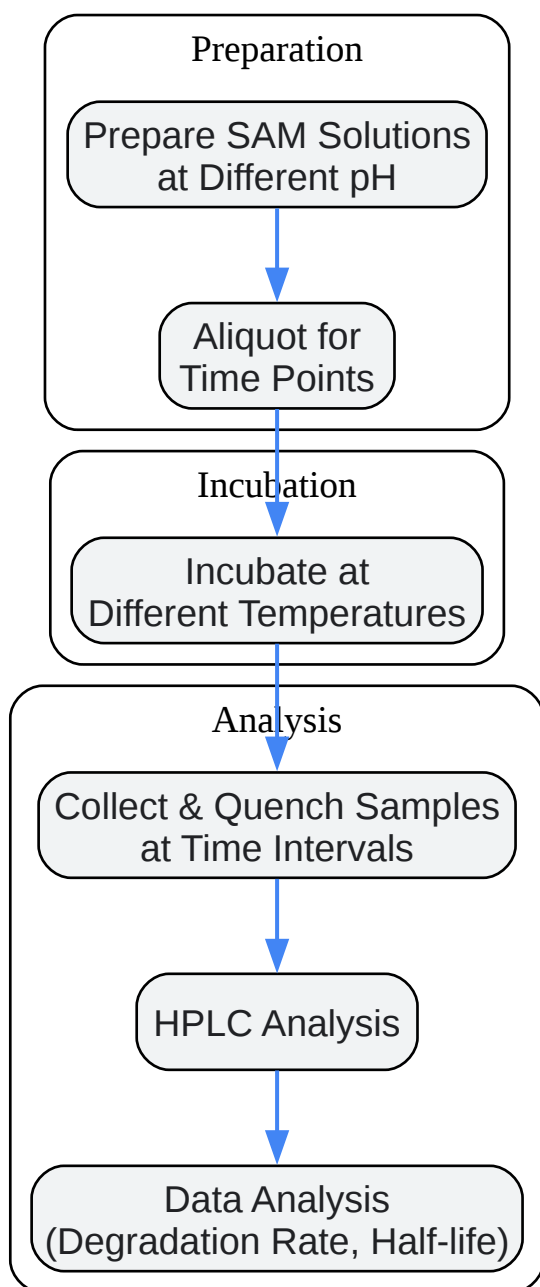 Preparation
Prepare SAM Solutions
at Different pH
Aliquot for
Time Points
Incubation
Incubate at
Different Temperatures
Analysis
Collect & Quench Samples
at Time Intervals
HPLC Analysis
Data Analysis
(Degradation Rate, Half-life)